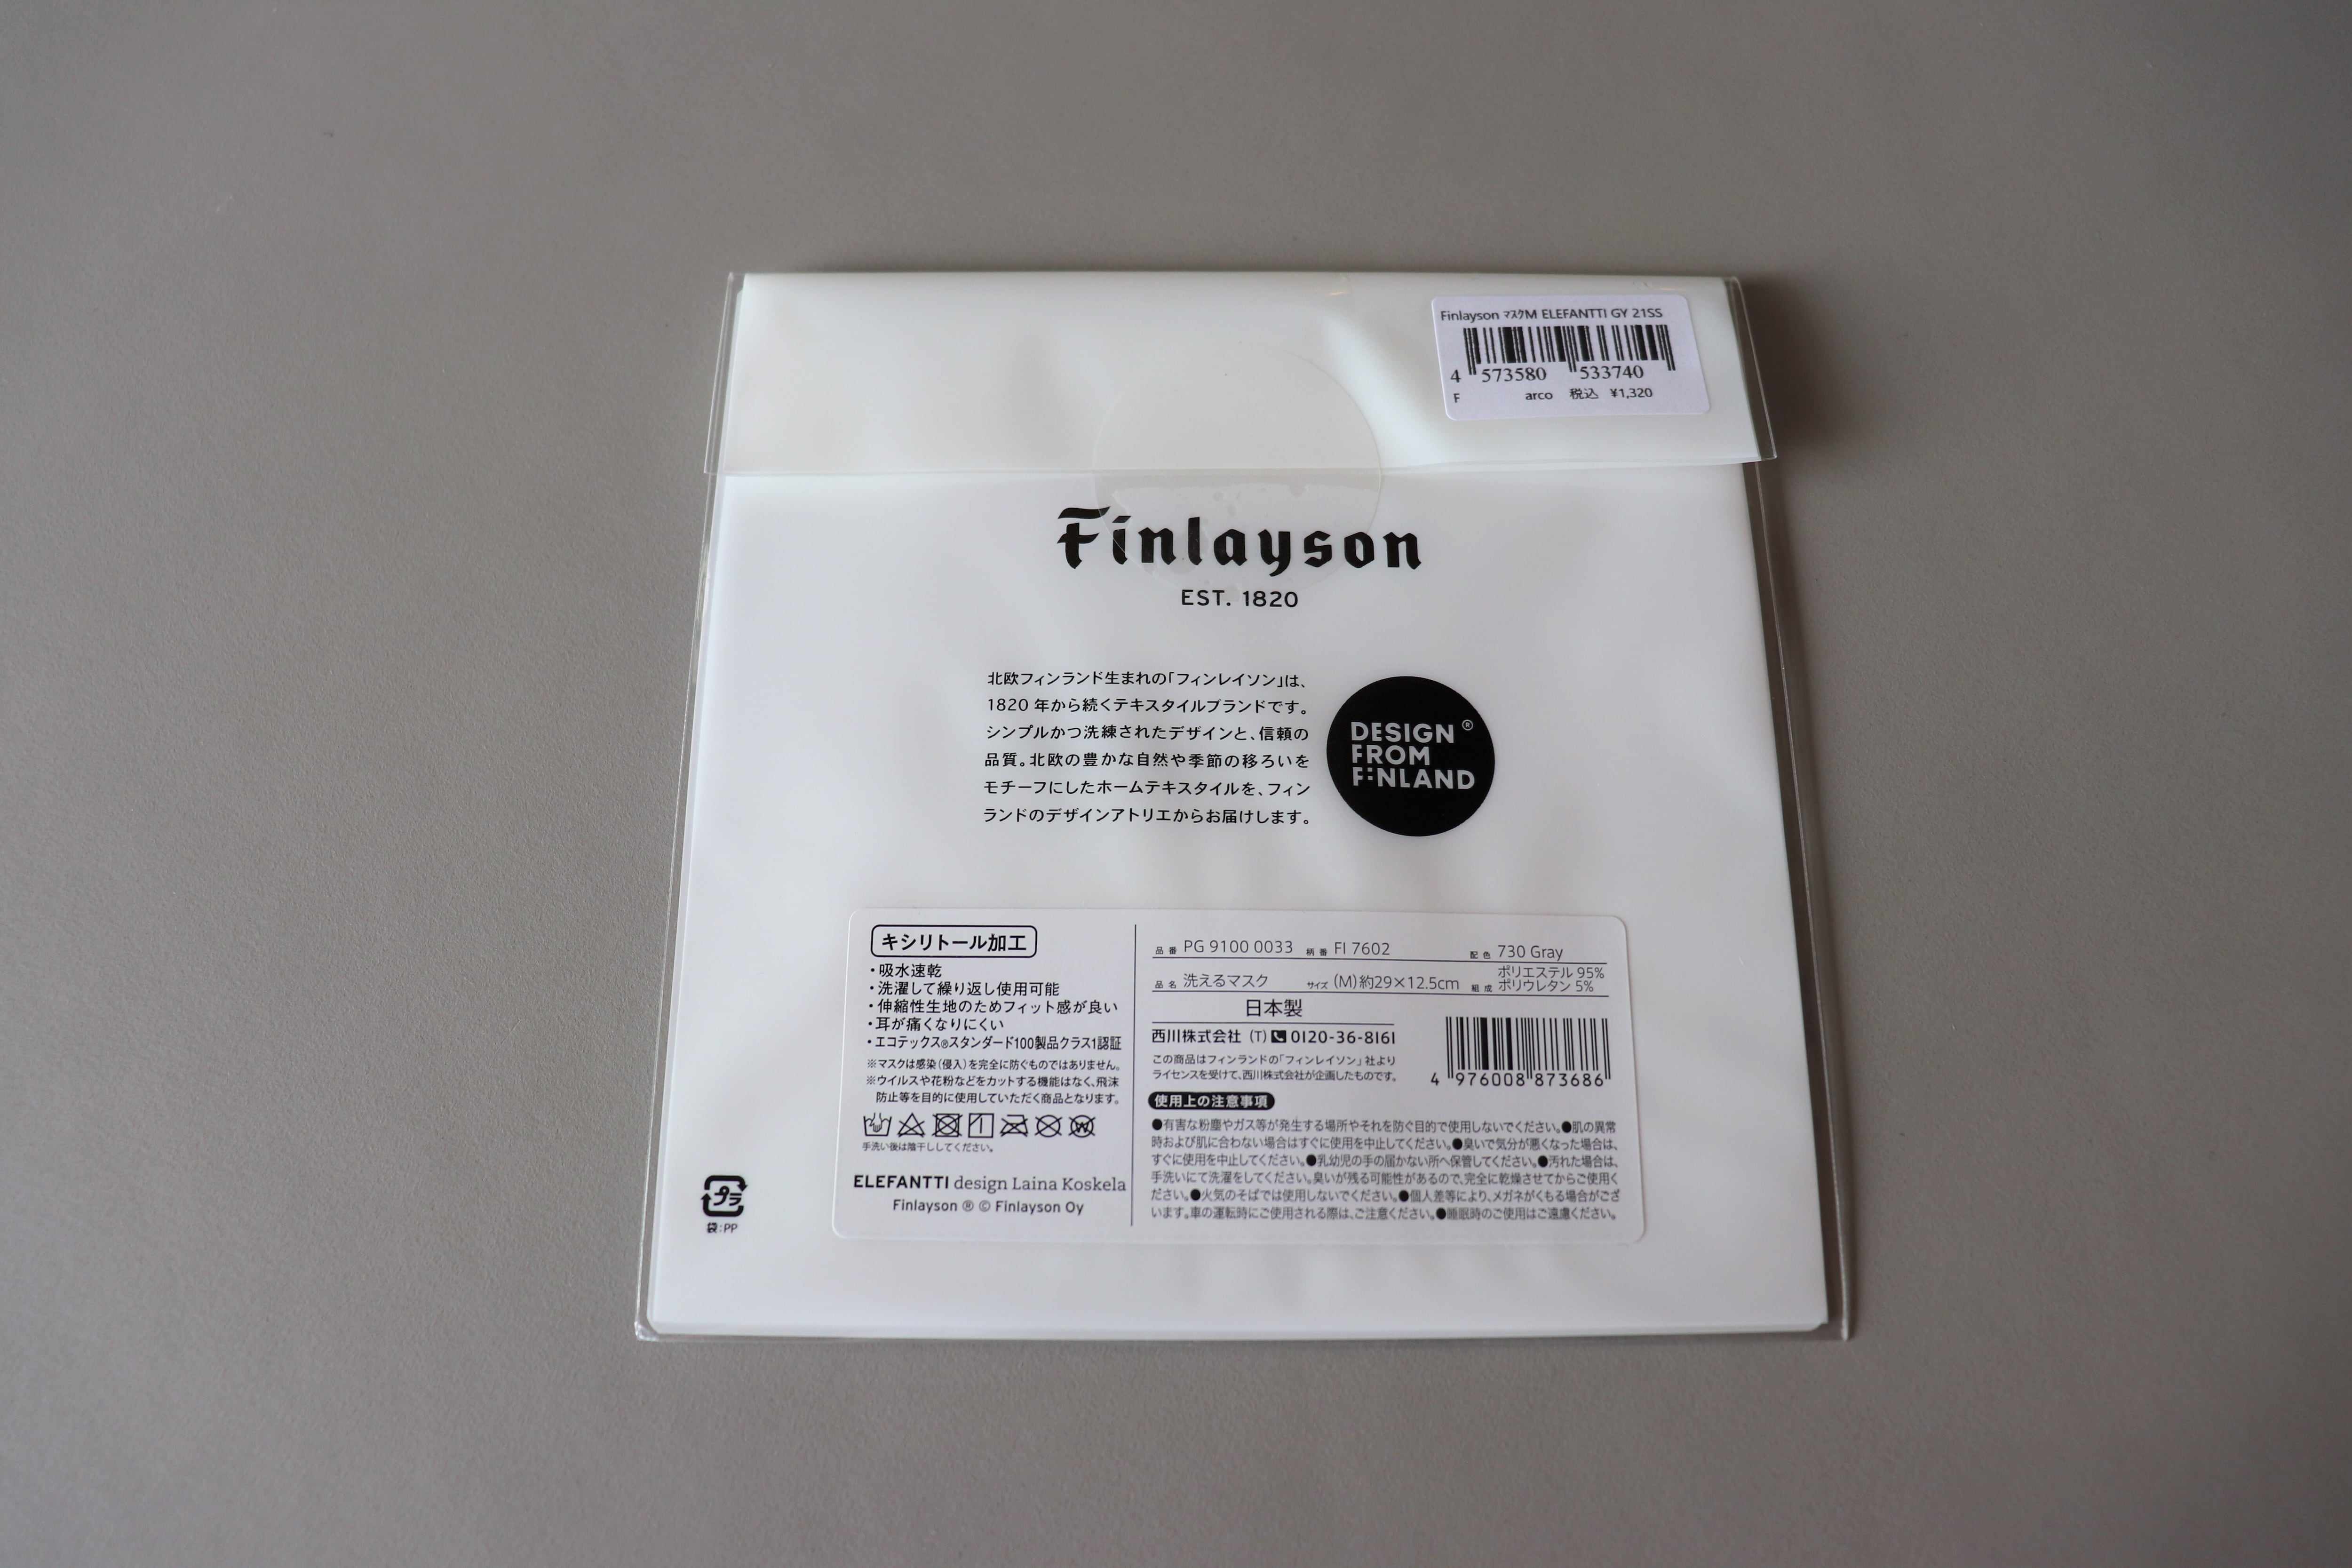 Finlayson マスクM ELEFANTTI GY 21SS
4 573580 533740
F arco 税込 ¥1,320
Finlayson
EST. 1820
北欧フィンランド生まれの「フィンレイソン」は、
1820 年から続くテキスタイルブランドです。
シンプルかつ洗練されたデザインと、信頼の
品質。北欧の豊かな自然や季節の移ろいを
モチーフにしたホームテキスタイルを、フィン
ランドのデザインアトリエからお届けします。
DESIGN ®
FROM
FINLAND
キシリトール加工
・吸水速乾
・洗濯して繰り返し使用可能
・伸縮性生地のためフィット感が良い
・耳が痛くなりにくい
・エコテックス®スタンダード100製品クラス1認証
※マスクは感染(侵入)を完全に防ぐものではありません。
※ウイルスや花粉などをカットする機能はなく、飛沫
防止等を目的に使用していただく商品となります。
手洗い後は陰干ししてください。
ELEFANTTI design Laina Koskela
Finlayson ® © Finlayson Oy
品番 PG 9100 0033 柄番 FI 7602 配色 730 Gray
品名 洗えるマスク サイズ (M)約29×12.5cm 組成 ポリエステル 95%
ポリウレタン 5%
日本製
西川株式会社 (T) 0120-36-8161
この商品はフィンランドの「フィンレイソン」社より
ライセンスを受けて、西川株式会社が企画したものです。
4 976008 873686
使用上の注意事項
●有害な粉塵やガス等が発生する場所やそれを防ぐ目的で使用しないでください。●肌の異常
時および肌に合わない場合はすぐに使用を中止してください。●臭いで気分が悪くなった場合は、
すぐに使用を中止してください。●乳幼児の手の届かない所へ保管してください。●汚れた場合は、
手洗いにて洗濯をしてください。臭いが残る可能性があるので、完全に乾燥させてからご使用く
ださい。●火気のそばでは使用しないでください。●個人差等により、メガネがくもる場合がござ
います。車の運転時にご使用される際は、ご注意ください。●睡眠時のご使用はご遠慮ください。
プラ
袋:PP